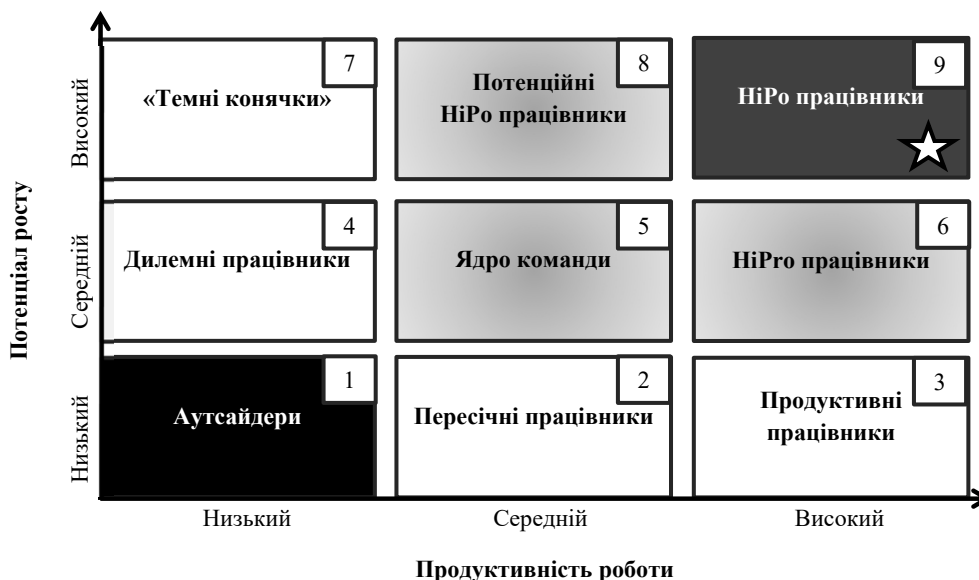 Потенціал росту
Високий
7
«Темні конячки»
8
Потенційні
HiPo працівники
9
HiPo працівники
Середній
4
Дилемні працівники
5
Ядро команди
6
HiPro працівники
Низький
1
Аутсайдери
2
Пересічні працівники
3
Продуктивні
працівники
Низький
Середній
Високий
Продуктивність роботи